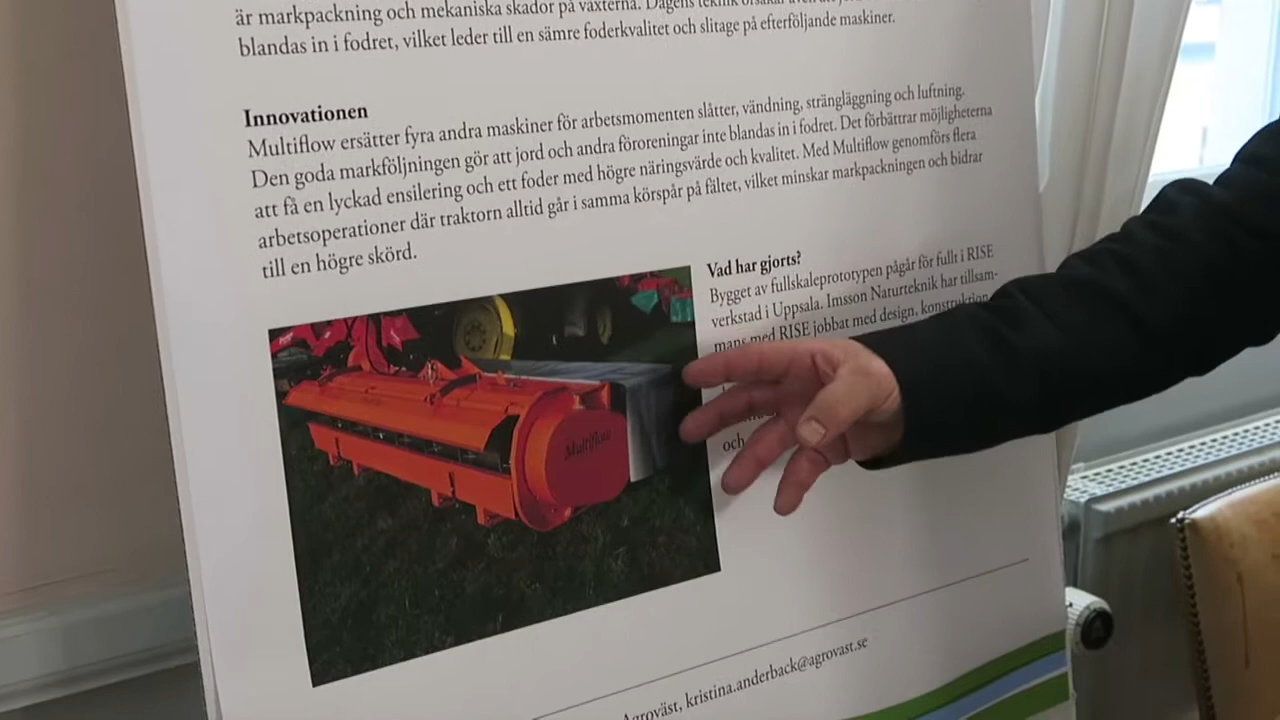 är markpackning och mekaniska skador på växterna. Dagens teknik
blandas in i fodret, vilket leder till en sämre foderkvalitet och slitage på efterföljande maskiner.
Innovationen
Multiflow ersätter fyra andra maskiner för arbetsmomenten slåtter, vändning, strängläggning och luftning.
Den goda markföljningen gör att jord och andra föroreningar inte blandas in i fodret. Det förbättrar möjligheterna
att få en lyckad ensilering och ett foder med högre näringsvärde och kvalitet. Med Multiflow genomförs flera
arbetsoperationer där traktorn alltid går i samma körspår på fältet, vilket minskar markpackningen och bidrar
till en högre skörd.
Vad har gjorts?
Bygget av fullskaleprototypen pågår för fullt i RISE
verkstad i Uppsala. Imsson Naturteknik har tillsam-
mans med RISE jobbat med design, konstruktion
och
Multiflow
Agroväst, kristina.anderback@agrovast.se